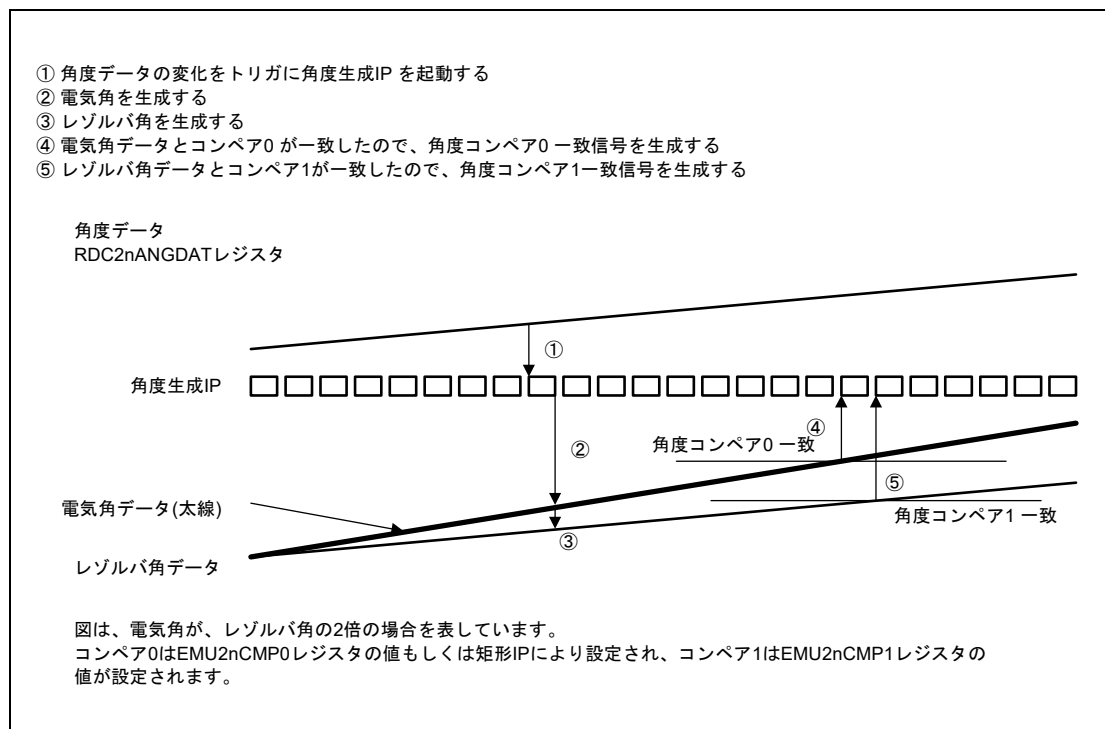 ① 角度データの変化をトリガに角度生成IP を起動する
② 電気角を生成する
③ レゾルバ角を生成する
④ 電気角データとコンペア0 が一致したので、角度コンペア0 一致信号を生成する
⑤ レゾルバ角データとコンペア1が一致したので、角度コンペア1一致信号を生成する
角度データ
RDC2nANGDATレジスタ
①
角度生成IP
角度コンペア0 一致
④
②
⑤
電気角データ(太線)
角度コンペア1 一致
③
レゾルバ角データ
図は、電気角が、レゾルバ角の2倍の場合を表しています。
コンペア0はEMU2nCMP0レジスタの値もしくは矩形IPにより設定され、コンペア1はEMU2nCMP1レジスタの
値が設定されます。